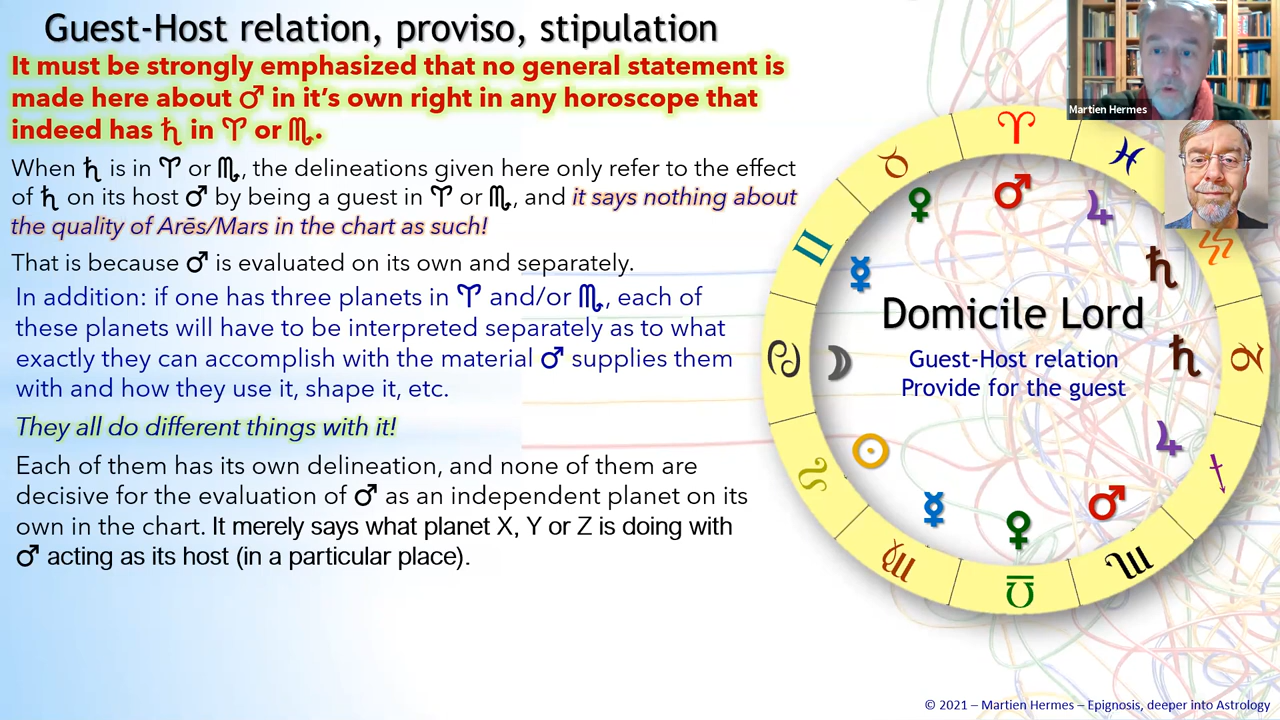 Guest-Host relation, proviso, stipulation
It must be strongly emphasized that no general statement is
made here about ♂ in it's own right in any horoscope that
indeed has ♄ in ♈ or ♏.
When ♄ is in ♈ or ♏, the delineations given here only refer to the effect
of ♄ on its host ♂ by being a guest in ♈ or ♏, and it says nothing about
the quality of Arēs/Mars in the chart as such!
That is because ♂ is evaluated on its own and separately.
In addition: if one has three planets in ♈ and/or ♏, each of
these planets will have to be interpreted separately as to what
exactly they can accomplish with the material ♂ supplies them
with and how they use it, shape it, etc.
They all do different things with it!
Each of them has its own delineation, and none of them are
decisive for the evaluation of ♂ as an independent planet on its
own in the chart. It merely says what planet X, Y or Z is doing with
♂ acting as its host (in a particular place).
Martien Hermes
Domicile Lord
Guest-Host relation
Provide for the guest
© 2021 – Martien Hermes – Epignosis, deeper into Astrology